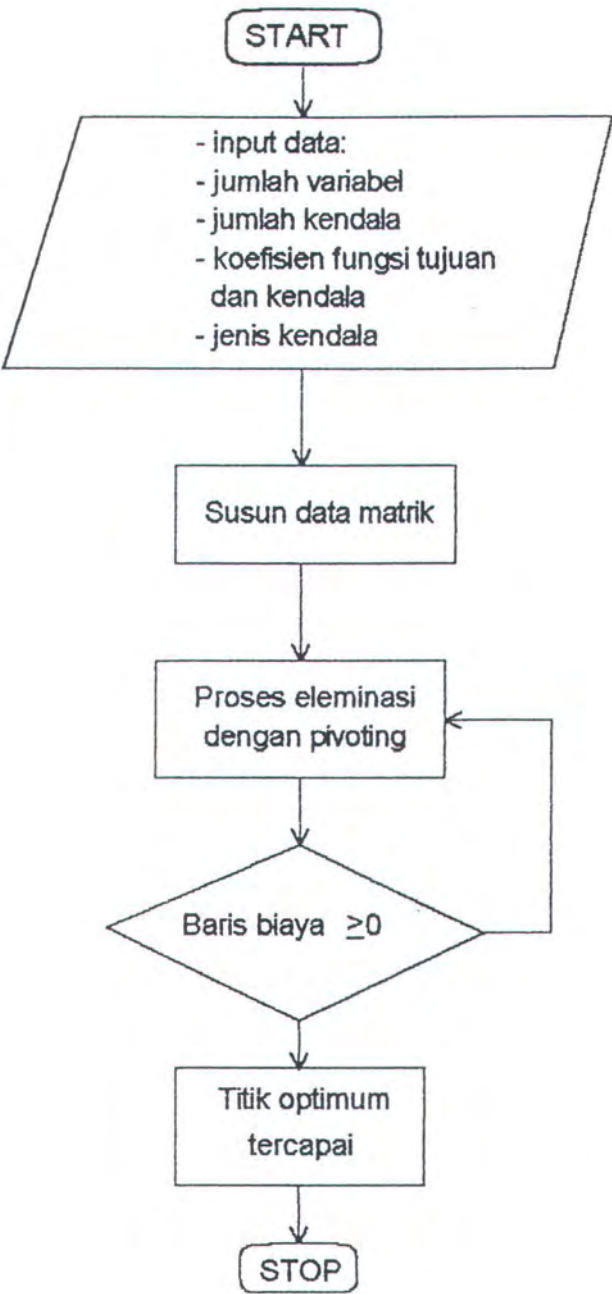 START
- input data:
- jumlah variabel
- jumlah kendala
- koefisien fungsi tujuan
dan kendala
- jenis kendala
Susun data matrik
Proses eleminasi
dengan pivoting
Baris biaya ≥0
Titik optimum
tercapai
STOP